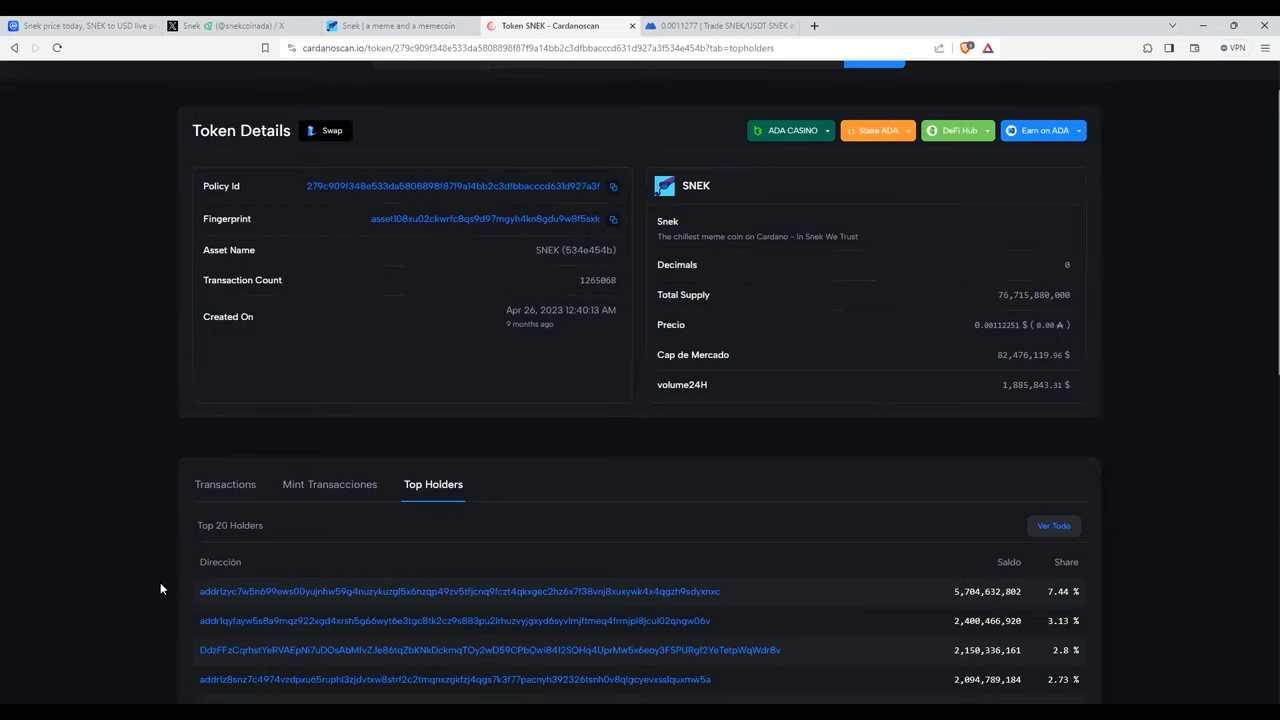 Snek price today, SNEK to USD live pr
Snek (@snekcoinada) / X
Snek | a meme and a memecoin
Token SNEK - Cardanoscan
0.0011277 | Trade SNEK/USDT SNEK e
cardanoscan.io/token/279c909f348e533da5808898f87f9a14bb2c3dfbbacccd631d927a3f534e454b?tab=topholders
VPN
Token Details
Swap
ADA CASINO
Stake ADA
DeFi Hub
Earn on ADA
Policy Id
279c909f348e533da5808898f87f9a14bb2c3dfbbacccd631d927a3f
Fingerprint
asset108xu02ckwrfc8qs9d97mgyh4kn8gdu9w8f5sxk
Asset Name
SNEK (534e454b)
Transaction Count
1265068
Created On
Apr 26, 2023 12:40:13 AM
9 months ago
SNEK
Snek
The chillest meme coin on Cardano - In Snek We Trust
Decimals
0
Total Supply
76,715,880,000
Precio
0.00112251 $ ( 0.00 ₳ )
Cap de Mercado
82,476,119.96 $
volume24H
1,885,843.31 $
Transactions
Mint Transacciones
Top Holders
Top 20 Holders
Ver Todo
Dirección
Saldo
Share
addr1zyc7w5n699ews00yujnhw59g4nuzykuzgl5x6nzqp49zv5tfjcnq9fczt4qkxgec2hz6x7f38vnj8xuxywk4x4qgzh9sdyxnxc
5,704,632,802
7.44 %
addr1qyfayw5s8a9mqz922xgd4xrsh5g66wyt6e3tgc8tk2cz9s883pu2lrhuzvyjgxyd6syvlmjftmeq4frrnjpl8jcul02qngw06v
2,400,466,920
3.13 %
DdzFFzCqrhstYeRVAEpNi7uDQsAbMfvZJe86tqZbKNkDckmqTQy2wD59CPbQwi8412SQHq4UprMw5x6eoy3FSPURgf2YeTetpWqWdr8v
2,150,336,161
2.8 %
addr1z8snz7c4974vzdpxu65ruphl3zjdvtxw8strf2c2tmqnxzgkfzj4qgs7k3f77pacnyh392326tsnh0v8qlgcyevxsslquxmw5a
2,094,789,184
2.73 %